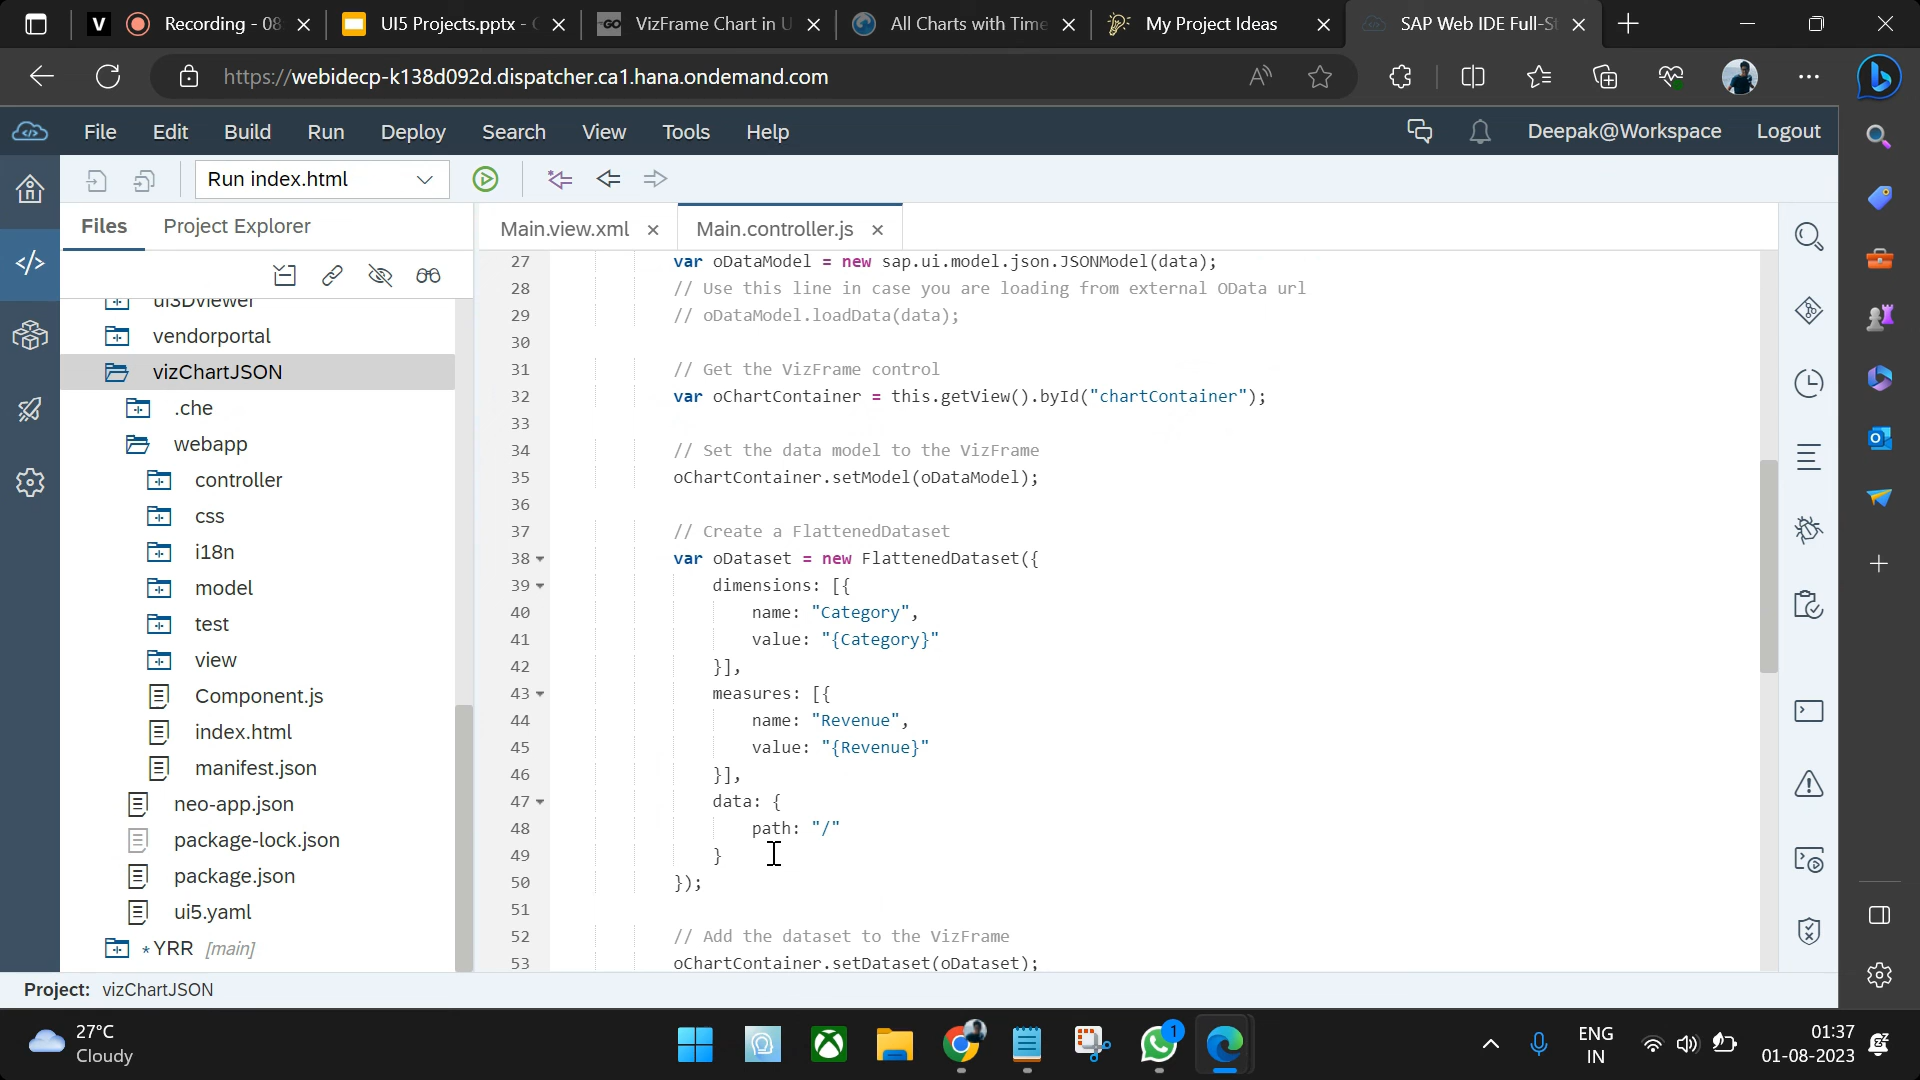 Recording - 08
UI5 Projects.pptx -
VizFrame Chart in U
All Charts with Time
My Project Ideas
SAP Web IDE Full-St
https://webidecp-k138d092d.dispatcher.ca1.hana.ondemand.com
File Edit Build Run Deploy Search View Tools Help
Deepak@Workspace Logout
Run index.html
Files Project Explorer
Main.view.xml
Main.controller.js
ui3Dviewer
vendorportal
vizChartJSON
.che
webapp
controller
css
i18n
model
test
view
Component.js
index.html
manifest.json
neo-app.json
package-lock.json
package.json
ui5.yaml
* YRR [main]
27 var oDataModel = new sap.ui.model.json.JSONModel(data);
28 // Use this line in case you are loading from external OData url
29 // oDataModel.loadData(data);
30
31 // Get the VizFrame control
32 var oChartContainer = this.getView().byId("chartContainer");
33
34 // Set the data model to the VizFrame
35 oChartContainer.setModel(oDataModel);
36
37 // Create a FlattenedDataset
38 var oDataset = new FlattenedDataset({
39 dimensions: [{
40 name: "Category",
41 value: "{Category}"
42 }],
43 measures: [{
44 name: "Revenue",
45 value: "{Revenue}"
46 }],
47 data: {
48 path: "/"
49 }
50 });
51
52 // Add the dataset to the VizFrame
53 oChartContainer.setDataset(oDataset);
Project: vizChartJSON
27°C
Cloudy
1
ENG
IN
01:37
01-08-2023